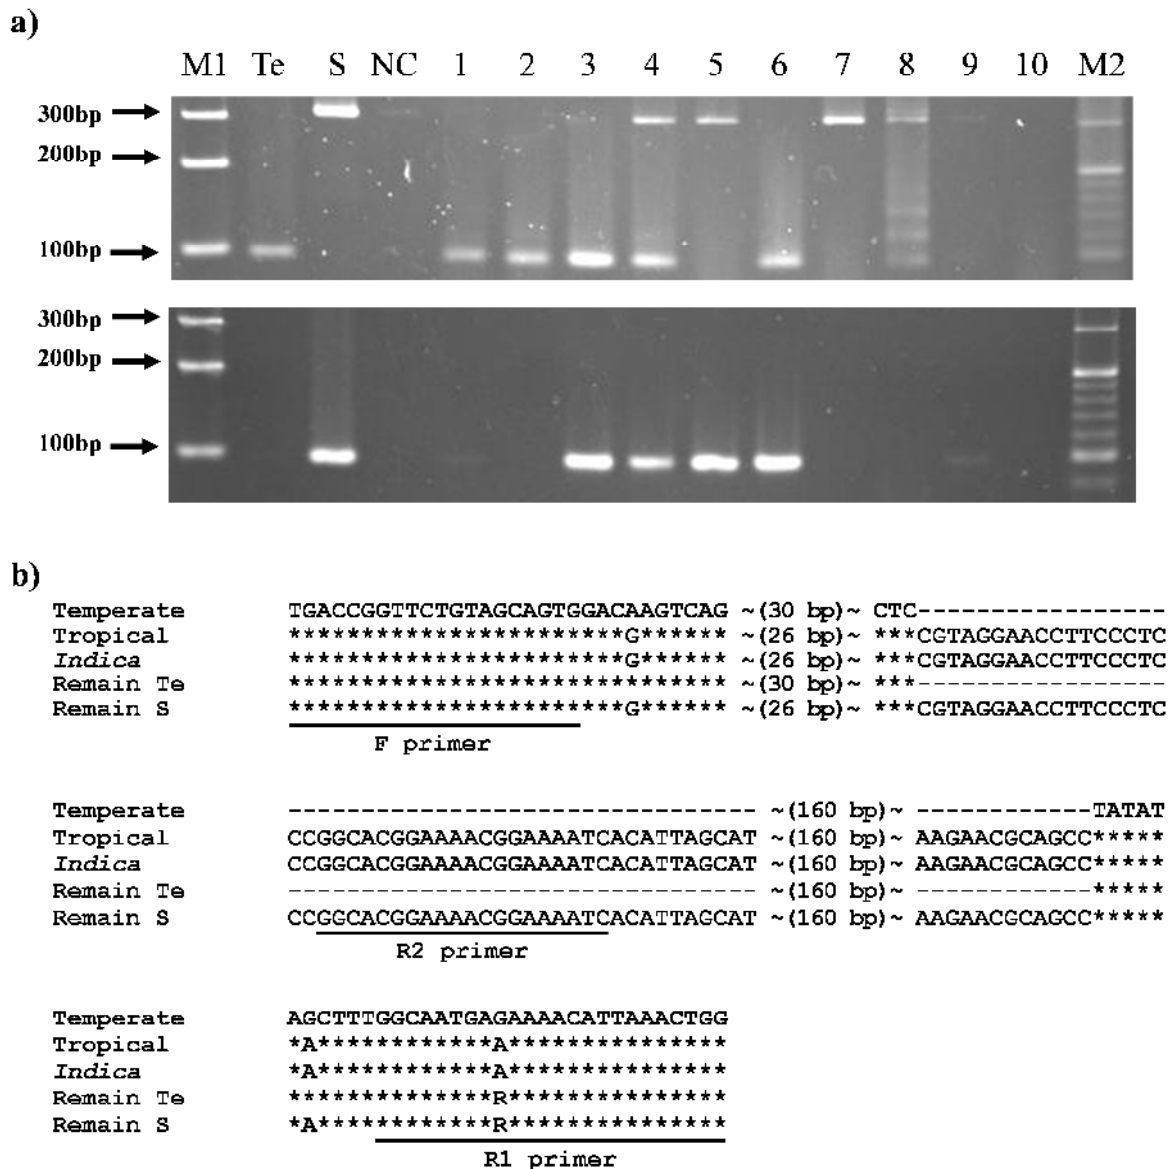 a)
M1 Te S NC 1 2 3 4 5 6 7 8 9 10 M2
300bp
200bp
100bp
300bp
200bp
100bp
b)
Temperate TGACCGGTTCTGTAGCAGTGGACAAGTCAG ~(30 bp)~ CTC-----------------
Tropical ***********************G****** ~(26 bp)~ ***CGTAGGAACCTTCCCTC
Indica ***********************G****** ~(26 bp)~ ***CGTAGGAACCTTCCCTC
Remain Te ****************************** ~(30 bp)~ ***-----------------
Remain S ***********************G****** ~(26 bp)~ ***CGTAGGAACCTTCCCTC
F primer
Temperate -------------------------------- ~(160 bp)~ ------------TATAT
Tropical CCGGCACGGAAAACGGAAAATCACATTAGCAT ~(160 bp)~ AAGAACGCAGCC*****
Indica CCGGCACGGAAAACGGAAAATCACATTAGCAT ~(160 bp)~ AAGAACGCAGCC*****
Remain Te -------------------------------- ~(160 bp)~ ------------*****
Remain S CCGGCACGGAAAACGGAAAATCACATTAGCAT ~(160 bp)~ AAGAACGCAGCC*****
R2 primer
Temperate AGCTTTGGCAATGAGAAAACATTAAACTGG
Tropical *A************A***************
Indica *A************A***************
Remain Te **************R***************
Remain S *A************R***************
R1 primer